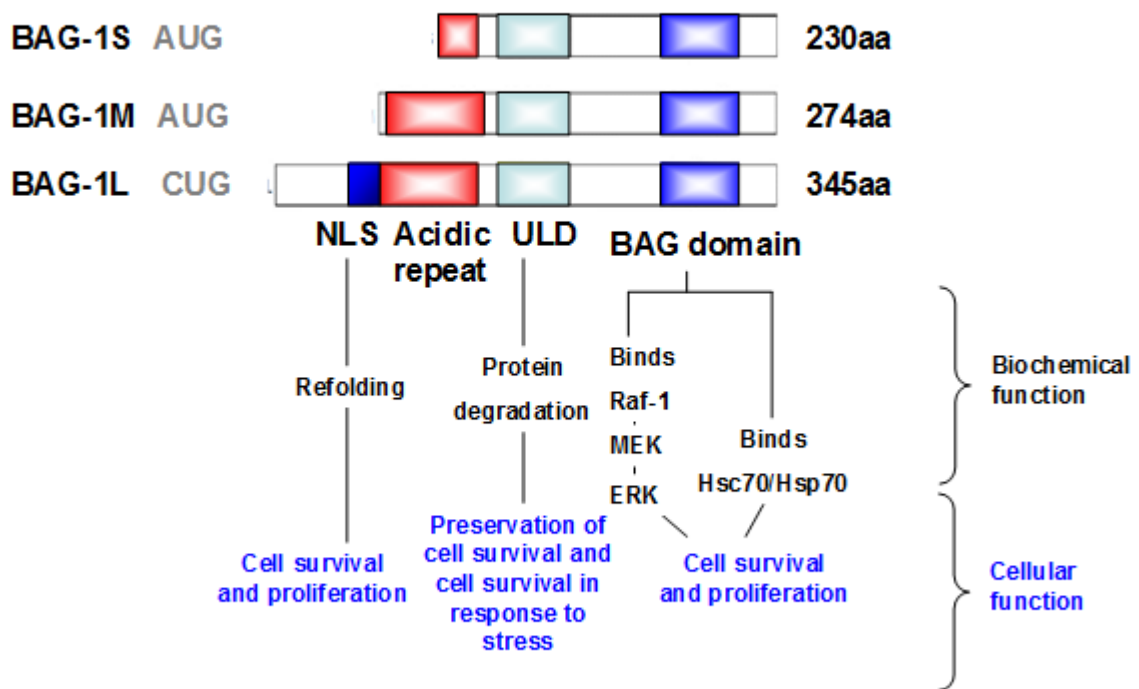 BAG-1S AUG 230aa
BAG-1M AUG 274aa
BAG-1L CUG 345aa
NLS Acidic repeat ULD BAG domain
Refolding
Cell survival
and proliferation
Protein
degradation
Preservation of
cell survival and
cell survival in
response to
stress
Binds
Raf-1
MEK
ERK
Binds
Hsc70/Hsp70
Cell survival
and proliferation
Biochemical
function
Cellular
function